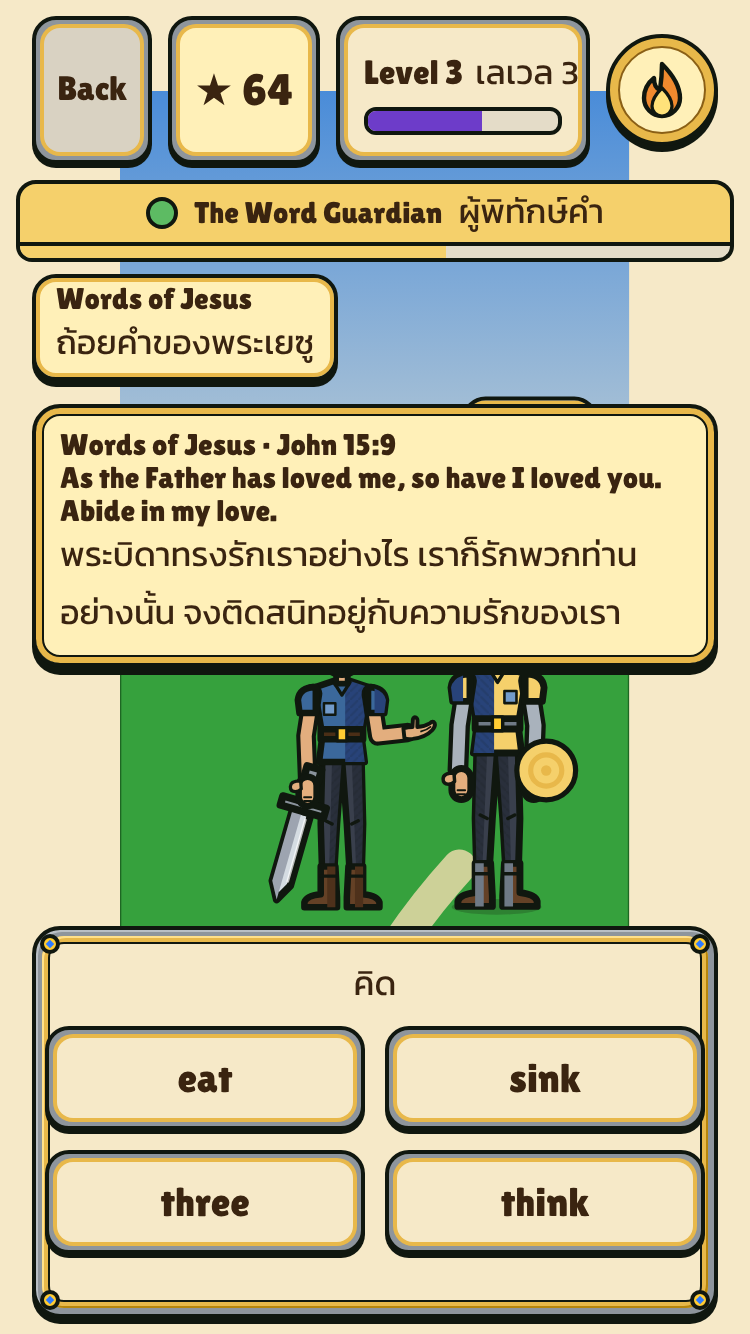 Back
★ 64
Level 3 เลเวล 3
The Word Guardian ผู้พิทักษ์คำ
Words of Jesus
ถ้อยคำของพระเยซู
Words of Jesus · John 15:9
As the Father has loved me, so have I loved you.
Abide in my love.
พระบิดาทรงรักเราอย่างไร เราก็รักพวกท่าน
อย่างนั้น จงติดสนิทอยู่กับความรักของเรา
คิด
eat
sink
three
think